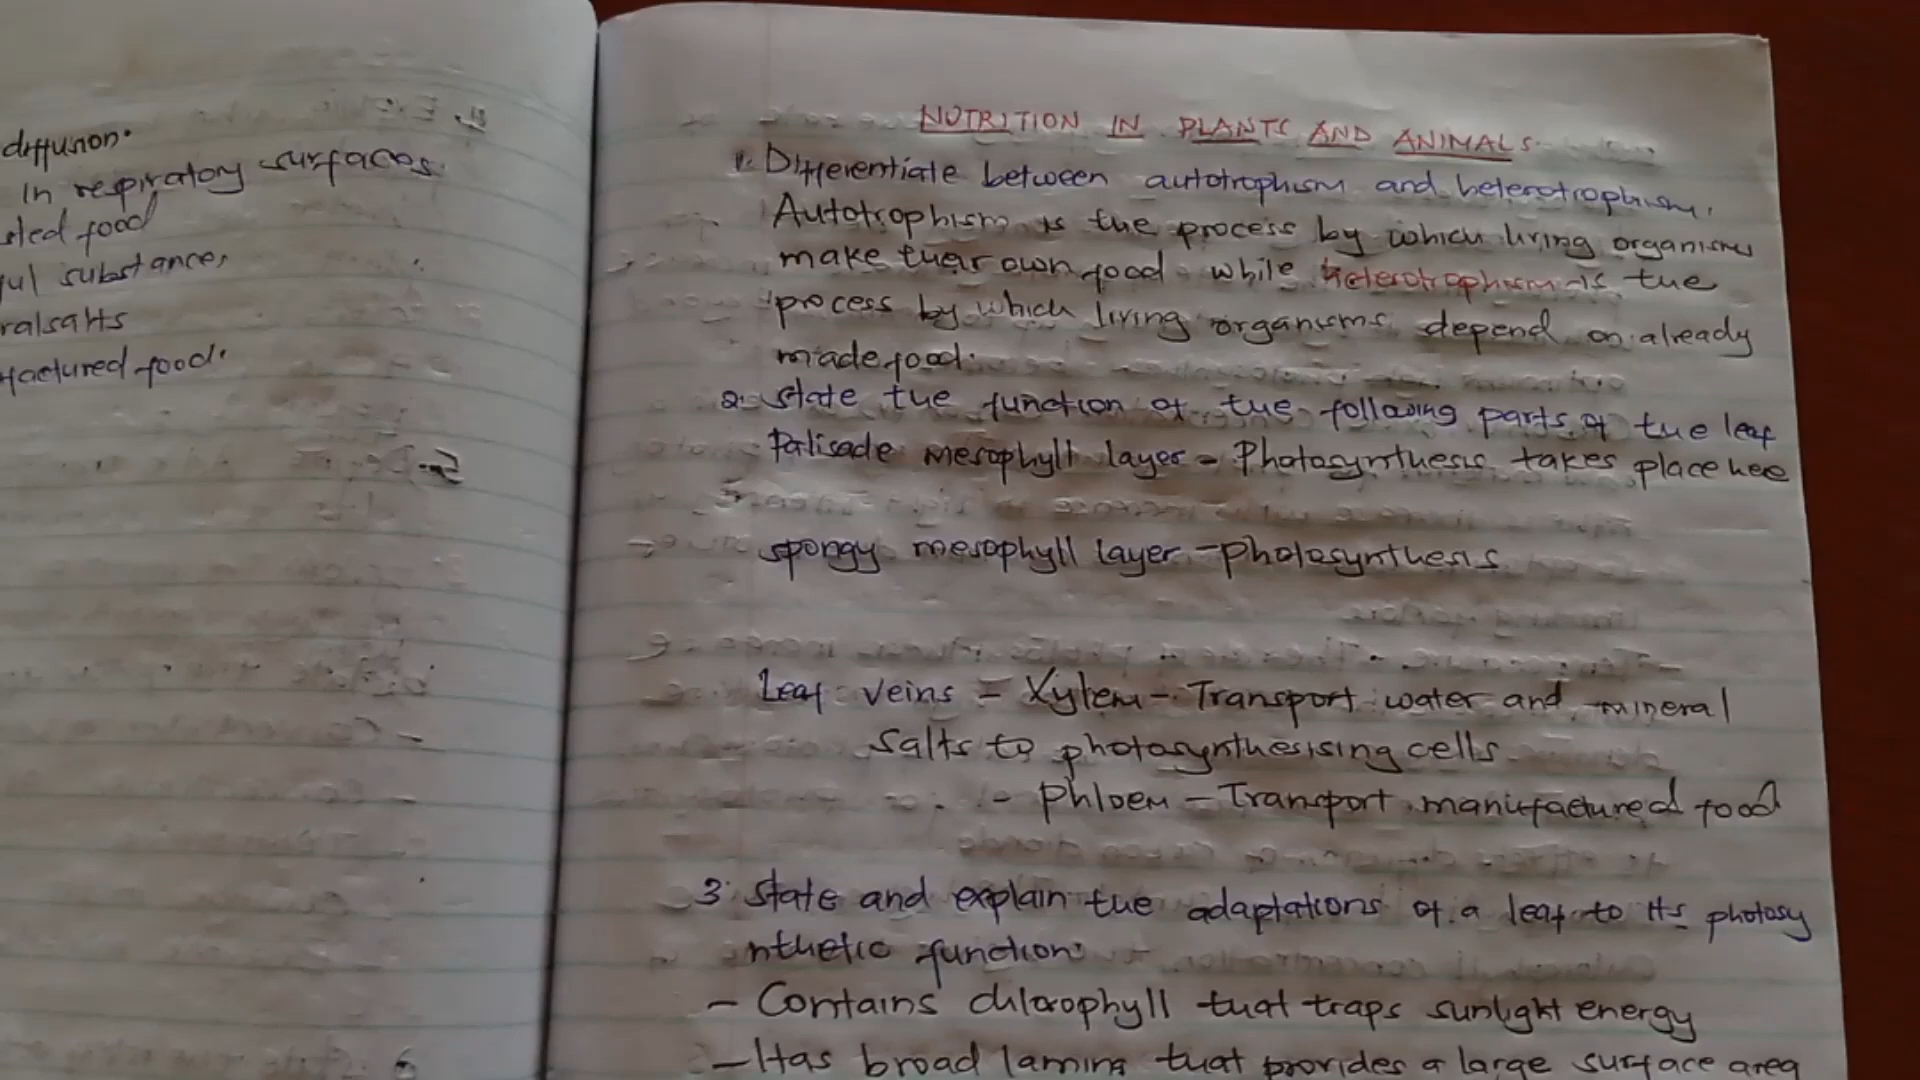 diffusion.
In respiratory surfaces.
sted food
ful substances
ralsalts
factured food.
NUTRITION IN PLANTS AND ANIMALS
1. Differentiate between autotrophism and heterotrophism.
Autotrophism is the process by which living organisms
make their own food while heterotrophism is the
process by which living organisms depend on already
made food.
2. State the function of the following parts of the leaf
Palisade mesophyll layer - Photosynthesis takes place hee
spongy mesophyll layer - photosynthesis
Leaf veins - Xylem - Transport water and mineral
Salts to photosynthesising cells
- Phloem - Transport manufactured food
3. State and explain the adaptations of a leaf to its photosy
nthetic function.
- Contains chlorophyll that traps sunlight energy
- Has broad lamina that provides a large surface area